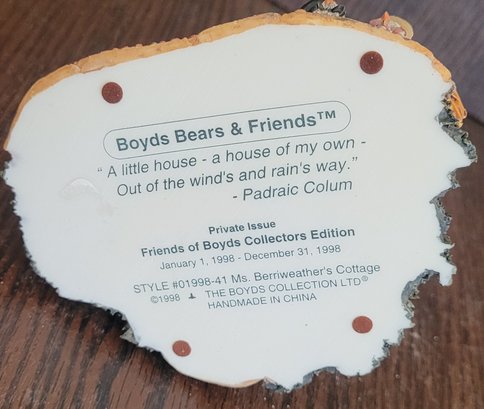 Boyds Bears & Friends™
" A little house - a house of my own -
Out of the wind's and rain's way."
- Padraic Colum
Private Issue
Friends of Boyds Collectors Edition
January 1, 1998 - December 31, 1998
STYLE #01998-41 Ms. Berriweather's Cottage
©1998 THE BOYDS COLLECTION LTD®
HANDMADE IN CHINA